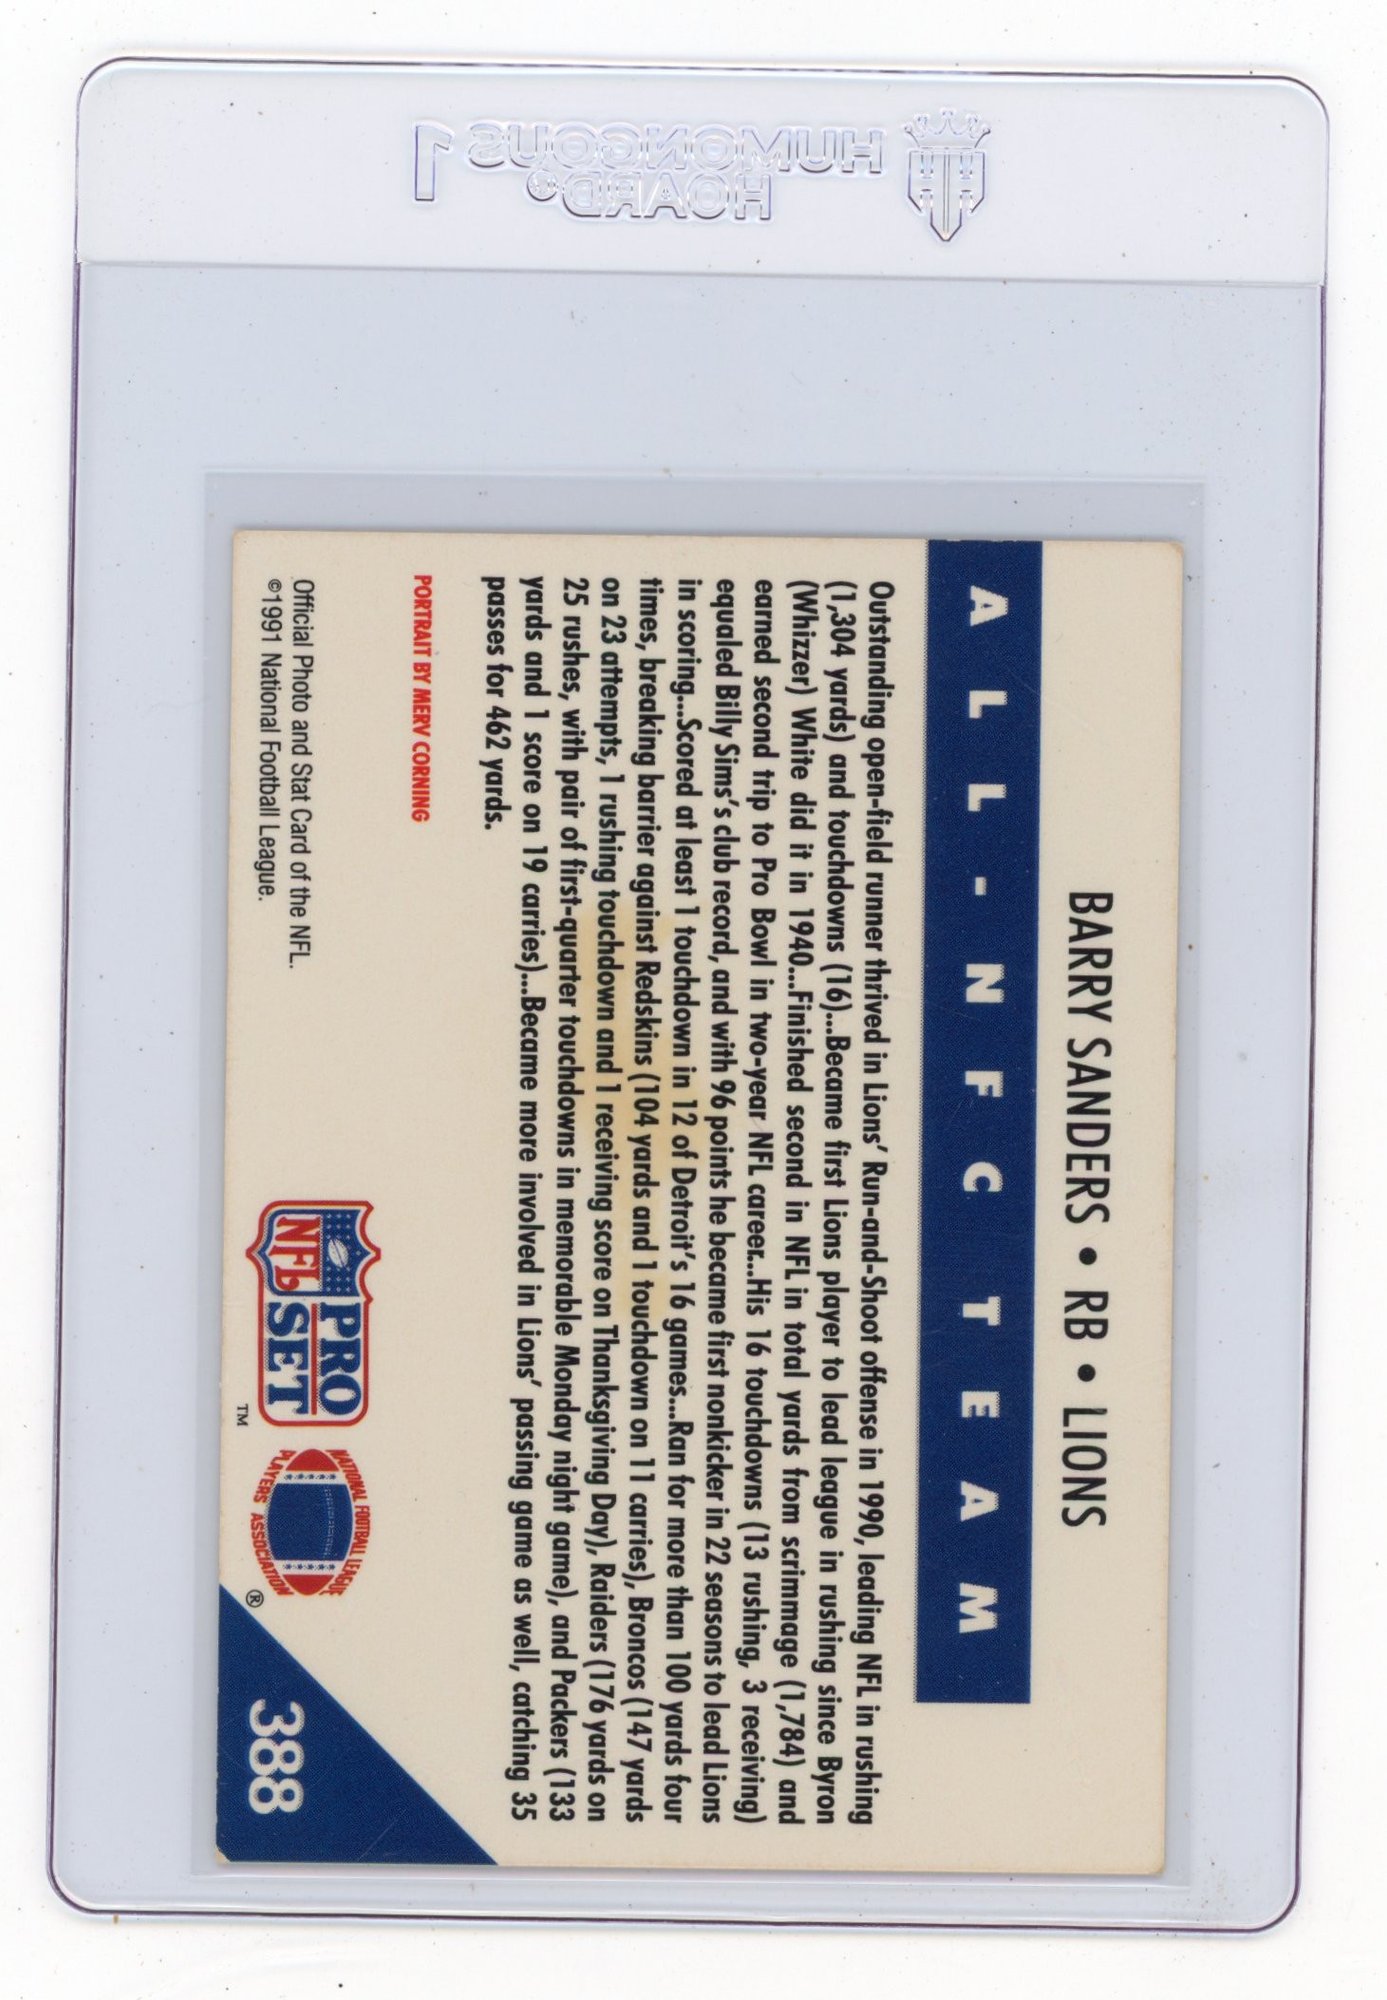 HUMONGOUS
HOARD® 1
BARRY SANDERS • RB • LIONS
ALL-NFC TEAM
Outstanding open-field runner thrived in Lions' Run-and-Shoot offense in 1990, leading NFL in rushing
(1,304 yards) and touchdowns (16)...Became first Lions player to lead league in rushing since Byron
(Whizzer) White did it in 1940...Finished second in NFL in total yards from scrimmage (1,784) and
earned second trip to Pro Bowl in two-year NFL career...His 16 touchdowns (13 rushing, 3 receiving)
equaled Billy Sims's club record, and with 96 points he became first nonkicker in 22 seasons to lead Lions
in scoring...Scored at least 1 touchdown in 12 of Detroit's 16 games...Ran for more than 100 yards four
times, breaking barrier against Redskins (104 yards and 1 touchdown on 11 carries), Broncos (147 yards
on 23 attempts, 1 rushing touchdown and 1 receiving score on Thanksgiving Day), Raiders (176 yards on
25 rushes, with pair of first-quarter touchdowns in memorable Monday night game), and Packers (133
yards and 1 score on 19 carries)...Became more involved in Lions' passing game as well, catching 35
passes for 462 yards.
PORTRAIT BY MERV CORNING
Official Photo and Stat Card of the NFL.
©1991 National Football League.
NFL PRO SET ™
NATIONAL FOOTBALL LEAGUE
PLAYERS ASSOCIATION ®
388